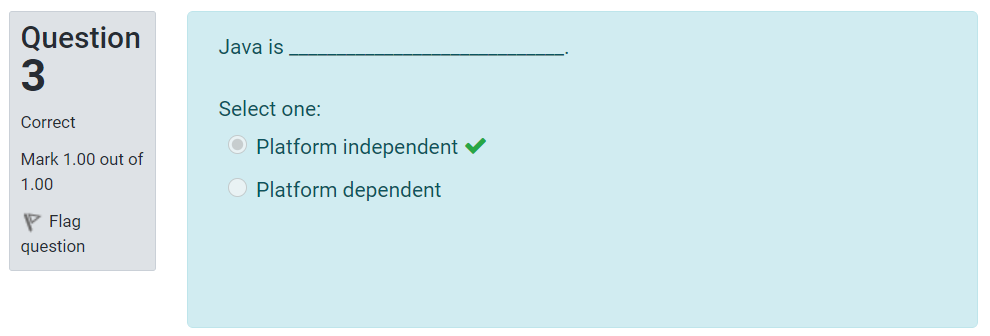 Question
3
Correct
Mark 1.00 out of
1.00
Flag
question
Java is ___________________________.
Select one:
Platform independent
Platform dependent